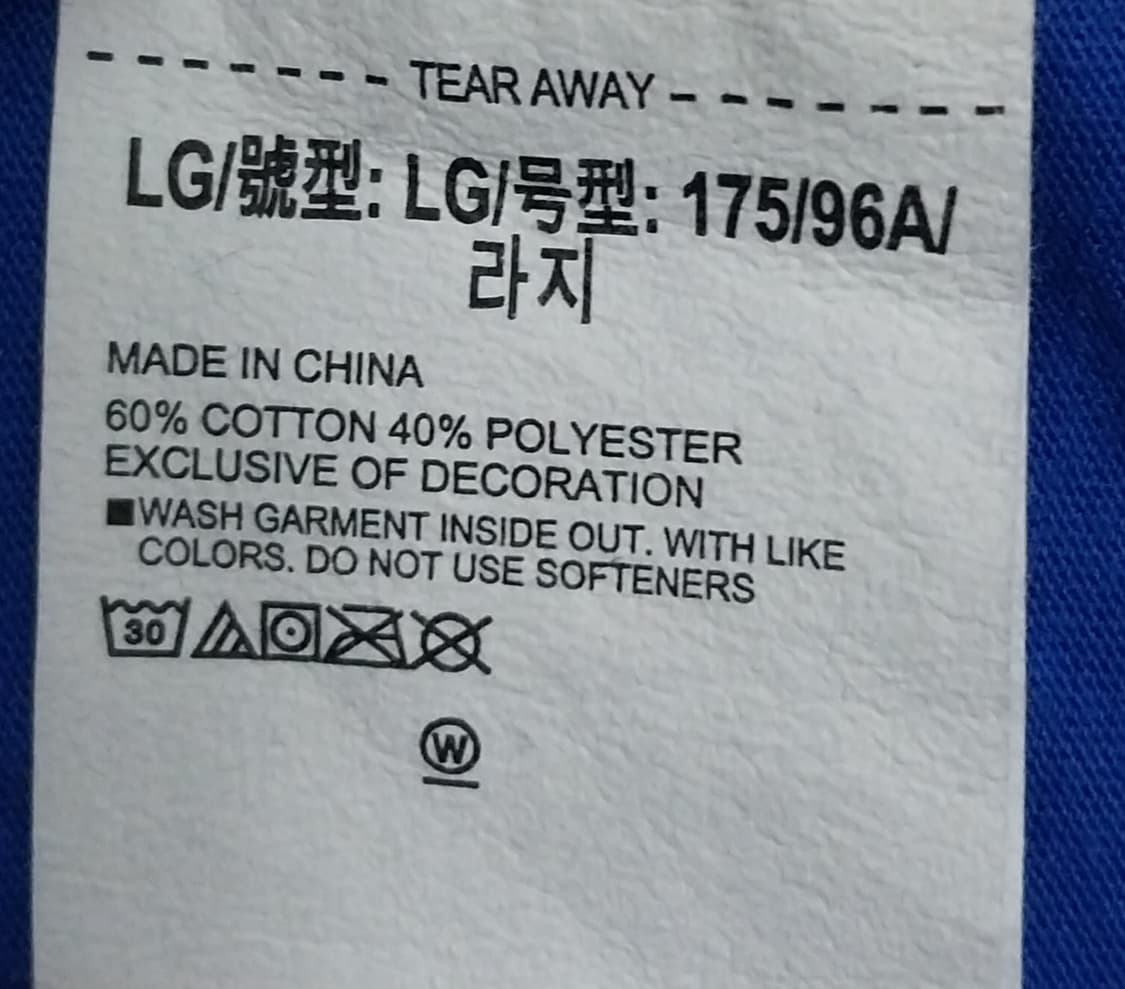 TEAR AWAY
LG/號型: LG/号型: 175/96A/
라지
MADE IN CHINA
60% COTTON 40% POLYESTER
EXCLUSIVE OF DECORATION
■WASH GARMENT INSIDE OUT. WITH LIKE
COLORS. DO NOT USE SOFTENERS
30
W